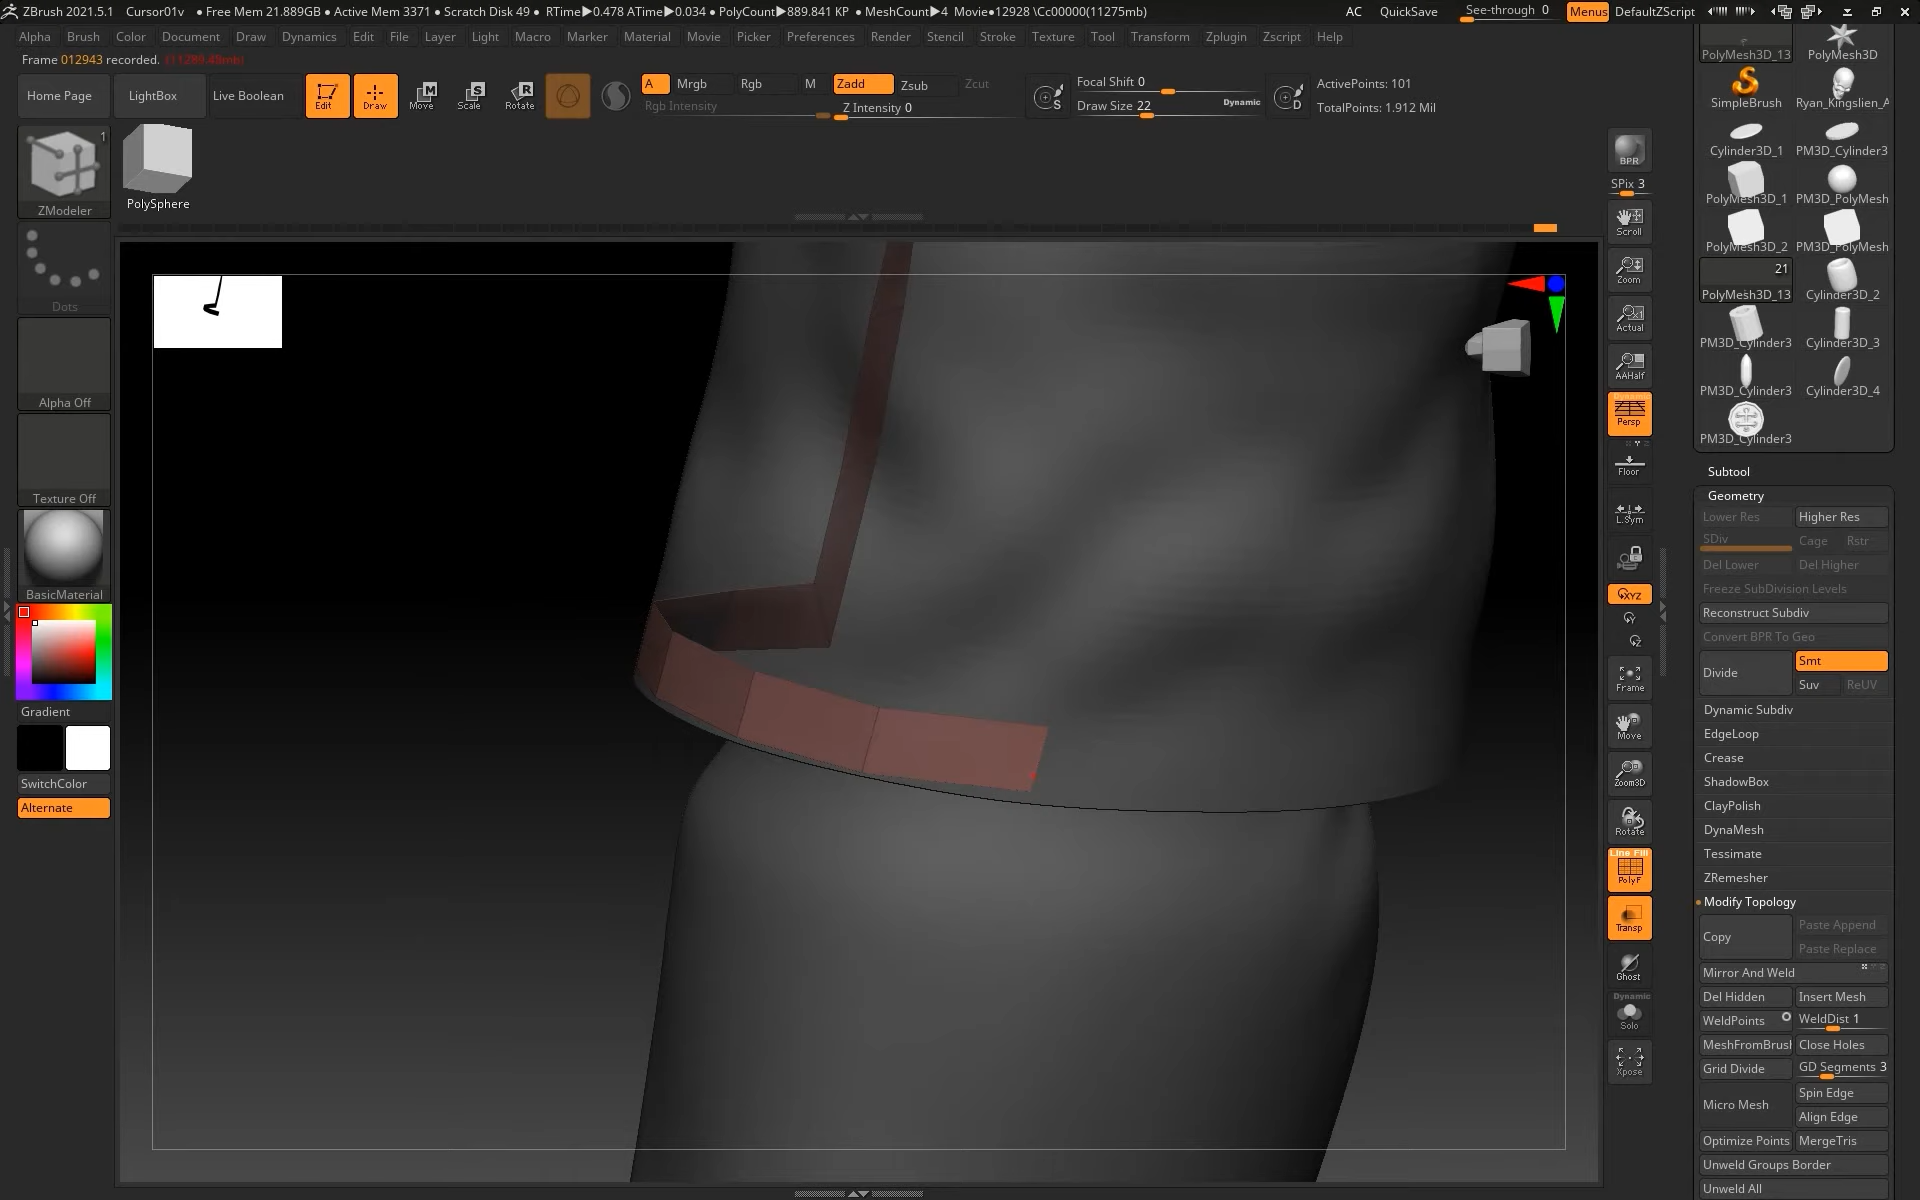 ZBrush 2021.5.1 Cursor01v • Free Mem 21.889GB • Active Mem 3371 • Scratch Disk 49 • RTime▶0.478 ATime▶0.034 • PolyCount▶889.841 KP • MeshCount▶4 Movie●12928 \Cc00000(11275mb) AC QuickSave See-through 0 Menus DefaultZScript
Alpha Brush Color Document Draw Dynamics Edit File Layer Light Macro Marker Material Movie Picker Preferences Render Stencil Stroke Texture Tool Transform Zplugin Zscript Help
Frame 012943 recorded. (11289.48mb)
Home Page LightBox Live Boolean Edit Draw Move Scale Rotate
A Mrgb Rgb M Zadd Zsub Zcut
Rgb Intensity Z Intensity 0
S Focal Shift 0
Draw Size 22 Dynamic
D ActivePoints: 101
TotalPoints: 1.912 Mil
1
ZModeler
PolySphere
Dots
Alpha Off
Texture Off
BasicMaterial
Gradient
SwitchColor
Alternate
BPR
SPix 3
Scroll
Zoom
Actual
AAHalf
Dynamic
Persp
Floor
L.Sym
XYZ
Y
Z
Frame
Move
Zoom3D
Rotate
Line Fill
PolyF
Transp
Ghost
Dynamic
Solo
Xpose
PolyMesh3D_13 PolyMesh3D
SimpleBrush Ryan_Kingslien_A
Cylinder3D_1 PM3D_Cylinder3
PolyMesh3D_1 PM3D_PolyMesh
PolyMesh3D_2 PM3D_PolyMesh
21
PolyMesh3D_13 Cylinder3D_2
PM3D_Cylinder3 Cylinder3D_3
PM3D_Cylinder3 Cylinder3D_4
PM3D_Cylinder3
Subtool
Geometry
Lower Res Higher Res
SDiv Cage Rstr
Del Lower Del Higher
Freeze SubDivision Levels
Reconstruct Subdiv
Convert BPR To Geo
Divide Smt
Suv ReUV
Dynamic Subdiv
EdgeLoop
Crease
ShadowBox
ClayPolish
DynaMesh
Tessimate
ZRemesher
Modify Topology
Copy Paste Append
Paste Replace
Mirror And Weld
Del Hidden Insert Mesh
WeldPoints WeldDist 1
MeshFromBrus Close Holes
Grid Divide GD Segments 3
Micro Mesh Spin Edge
Align Edge
Optimize Points MergeTris
Unweld Groups Border
Unweld All